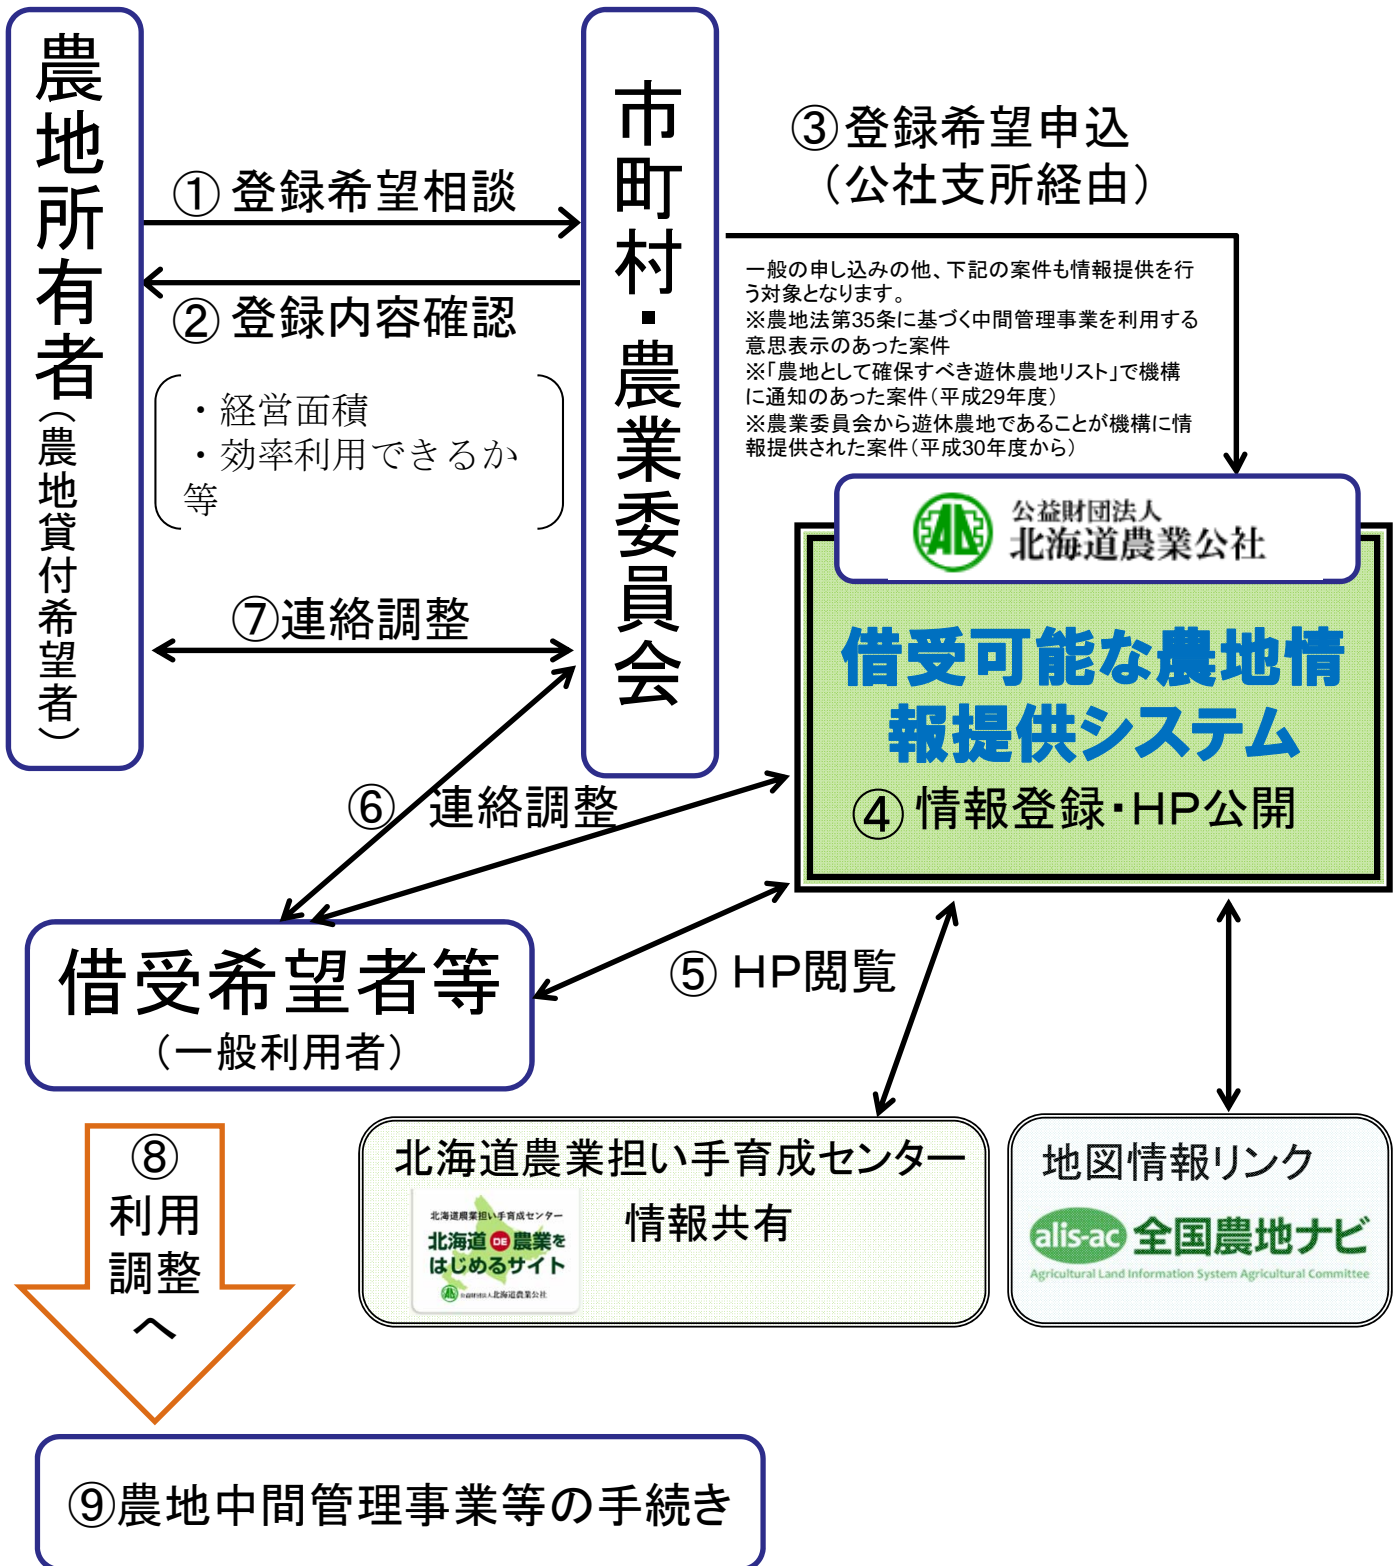 農地所有者
（農地貸付希望者）
市町村・農業委員会
① 登録希望相談
② 登録内容確認
・経営面積
・効率利用できるか
等
③登録希望申込
（公社支所経由）
一般の申し込みの他、下記の案件も情報提供を行
う対象となります。
※農地法第35条に基づく中間管理事業を利用する
意思表示のあった案件
※「農地として確保すべき遊休農地リスト」で機構
に通知のあった案件（平成29年度）
※農業委員会から遊休農地であることが機構に情
報提供された案件（平成30年度から）
公益財団法人
北海道農業公社
借受可能な農地情
報提供システム
④ 情報登録・HP公開
⑦連絡調整
⑥ 連絡調整
⑤ HP閲覧
借受希望者等
（一般利用者）
北海道農業担い手育成センター
情報共有
北海道農業担い手育成センター
北海道 DE 農業を
はじめるサイト
公益財団法人北海道農業公社
地図情報リンク
alis-ac 全国農地ナビ
Agricultural Land Information System Agricultural Committee
⑧
利用
調整
へ
⑨農地中間管理事業等の手続き